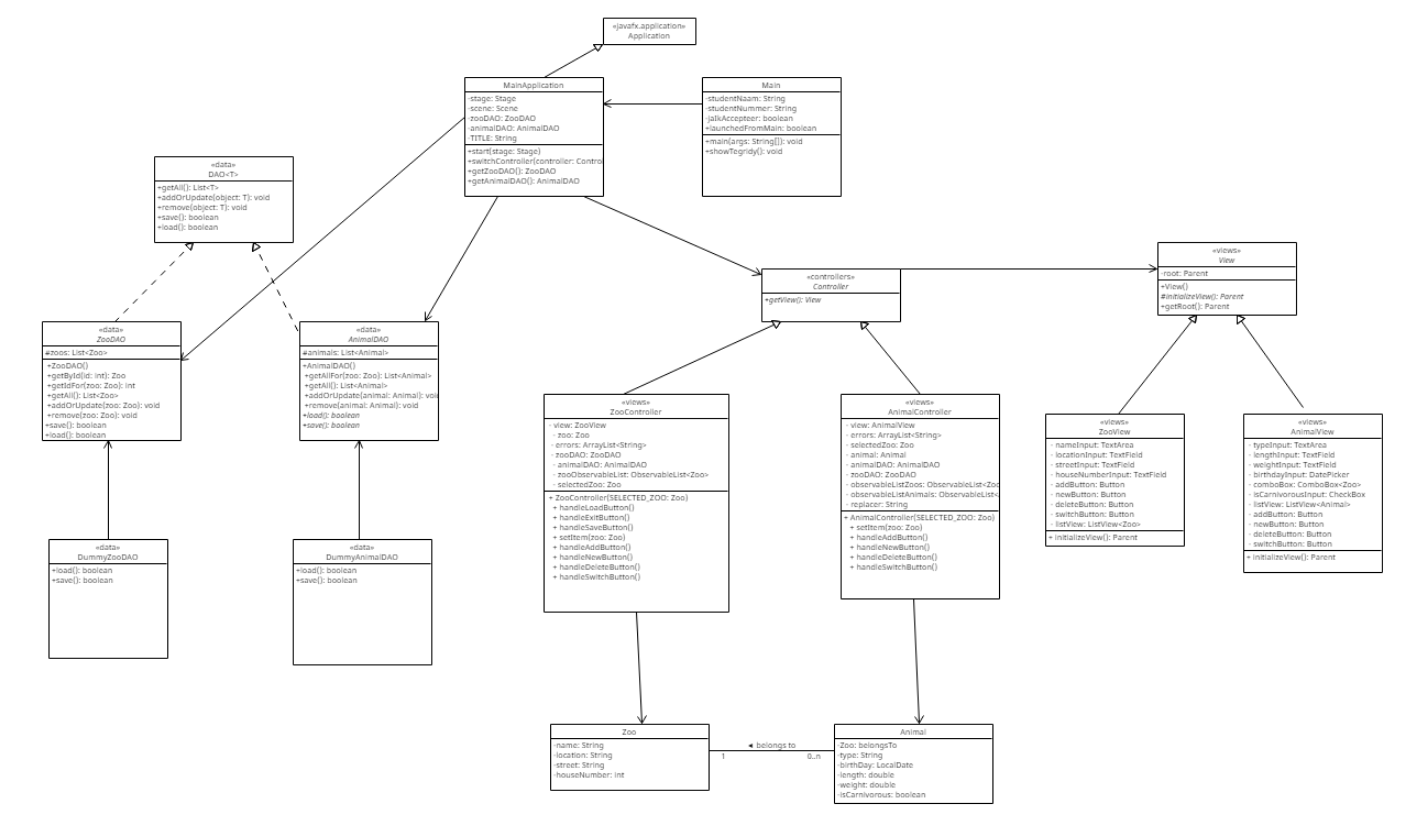 «javafx.application»
Application
MainApplication
-stage: Stage
-scene: Scene
-zooDAO: ZooDAO
-animalDAO: AnimalDAO
-TITLE: String
+start(stage: Stage)
+switchController(controller: Contro
+getZooDAO(): ZooDAO
+getAnimalDAO(): AnimalDAO
Main
-studentNaam: String
-studentNummer: String
-jaIkAccepteer: boolean
+launchedFromMain: boolean
+main(args: String[]): void
+showTegridy(): void
«data»
DAO<T>
+getAll(): List<T>
+addOrUpdate(object: T): void
+remove(object: T): void
+save(): boolean
+load(): boolean
«controllers»
Controller
+getView(): View
«views»
View
-root: Parent
+View()
#initializeView(): Parent
+getRoot(): Parent
«data»
ZooDAO
#zoos: List<Zoo>
+ZooDAO()
+getById(id: int): Zoo
+getIdFor(zoo: Zoo): int
+getAll(): List<Zoo>
+addOrUpdate(zoo: Zoo): void
+remove(zoo: Zoo): void
+save(): boolean
+load(): boolean
«data»
AnimalDAO
#animals: List<Animal>
+AnimalDAO()
+getAllFor(zoo: Zoo): List<Animal>
+getAll(): List<Animal>
+addOrUpdate(animal: Animal): voi
+remove(animal: Animal): void
+load(): boolean
+save(): boolean
«views»
ZooController
- view: ZooView
- zoo: Zoo
- errors: ArrayList<String>
- zooDAO: ZooDAO
- animalDAO: AnimalDAO
- zooObservableList: ObservableList<Zoo>
- selectedZoo: Zoo
+ ZooController(SELECTED_ZOO: Zoo)
+ handleLoadButton()
+ handleExitButton()
+ handleSaveButton()
+ setItem(zoo: Zoo)
+ handleAddButton()
+ handleNewButton()
+ handleDeleteButton()
+ handleSwitchButton()
«views»
AnimalController
- view: AnimalView
- errors: ArrayList<String>
- selectedZoo: Zoo
- animal: Animal
- animalDAO: AnimalDAO
- zooDAO: ZooDAO
- observableListZoos: ObservableList<Zoo
- observableListAnimals: ObservableList<
- replacer: String
+ AnimalController(SELECTED_ZOO: Zoo)
+ setItem(zoo: Zoo)
+ handleAddButton()
+ handleNewButton()
+ handleDeleteButton()
+ handleSwitchButton()
«views»
ZooView
- nameInput: TextArea
- locationInput: TextField
- streetInput: TextField
- houseNumberInput: TextField
- addButton: Button
- newButton: Button
- deleteButton: Button
- switchButton: Button
- listView: ListView<Zoo>
+ initializeView(): Parent
«views»
AnimalView
- typeInput: TextArea
- lengthInput: TextField
- weightInput: TextField
- birthdayInput: DatePicker
- comboBox: ComboBox<Zoo>
- isCarnivorousInput: CheckBox
- listView: ListView<Animal>
- addButton: Button
- newButton: Button
- deleteButton: Button
- switchButton: Button
+ initializeView(): Parent
«data»
DummyZooDAO
+load(): boolean
+save(): boolean
«data»
DummyAnimalDAO
+load(): boolean
+save(): boolean
Zoo
-name: String
-location: String
-street: String
-houseNumber: int
◄ belongs to
1 0..n
Animal
-Zoo: belongsTo
-type: String
-birthDay: LocalDate
-length: double
-weight: double
-isCarnivorous: boolean